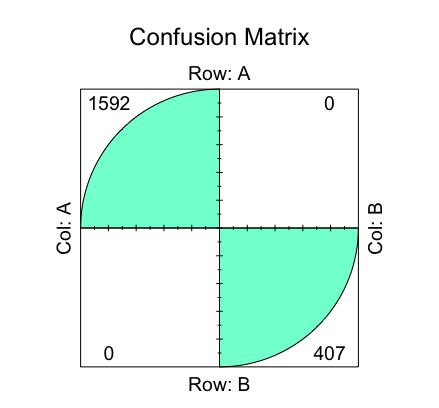 Confusion Matrix
Row: A
1592
0
Col: A
Col: B
0
407
Row: B